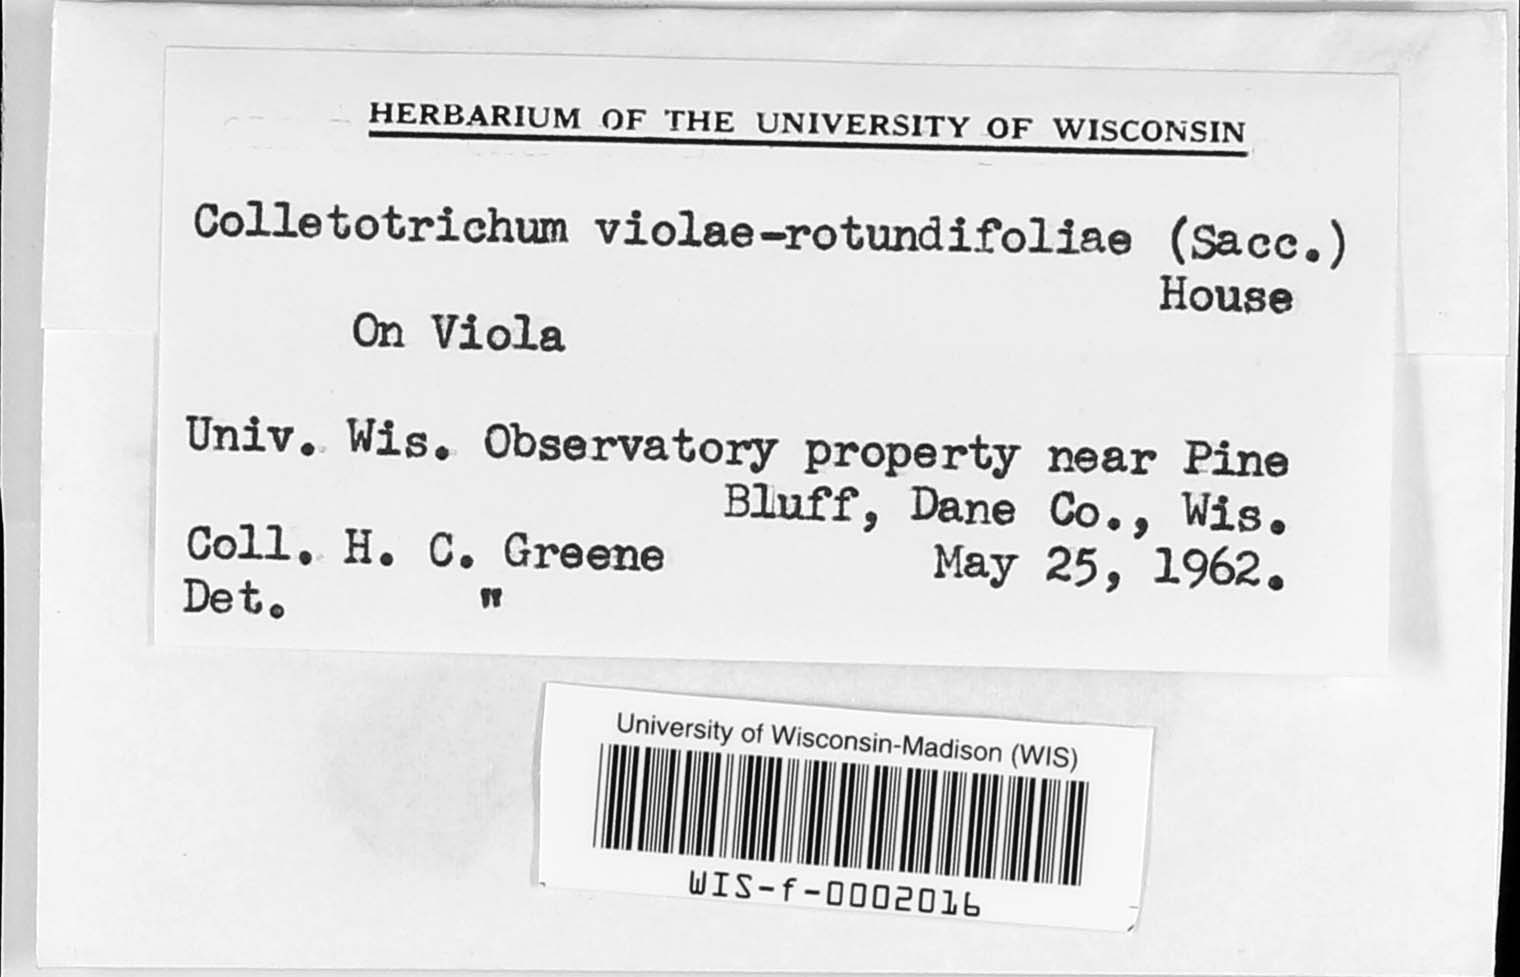 HERBARIUM OF THE UNIVERSITY OF WISCONSIN
Colletotrichum violae-rotundifoliae (Sacc.)
House
On Viola
Univ. Wis. Observatory property near Pine
Bluff, Dane Co., Wis.
Coll. H. C. Greene May 25, 1962.
Det. "
University of Wisconsin-Madison (WIS)
WIS-f-0002016